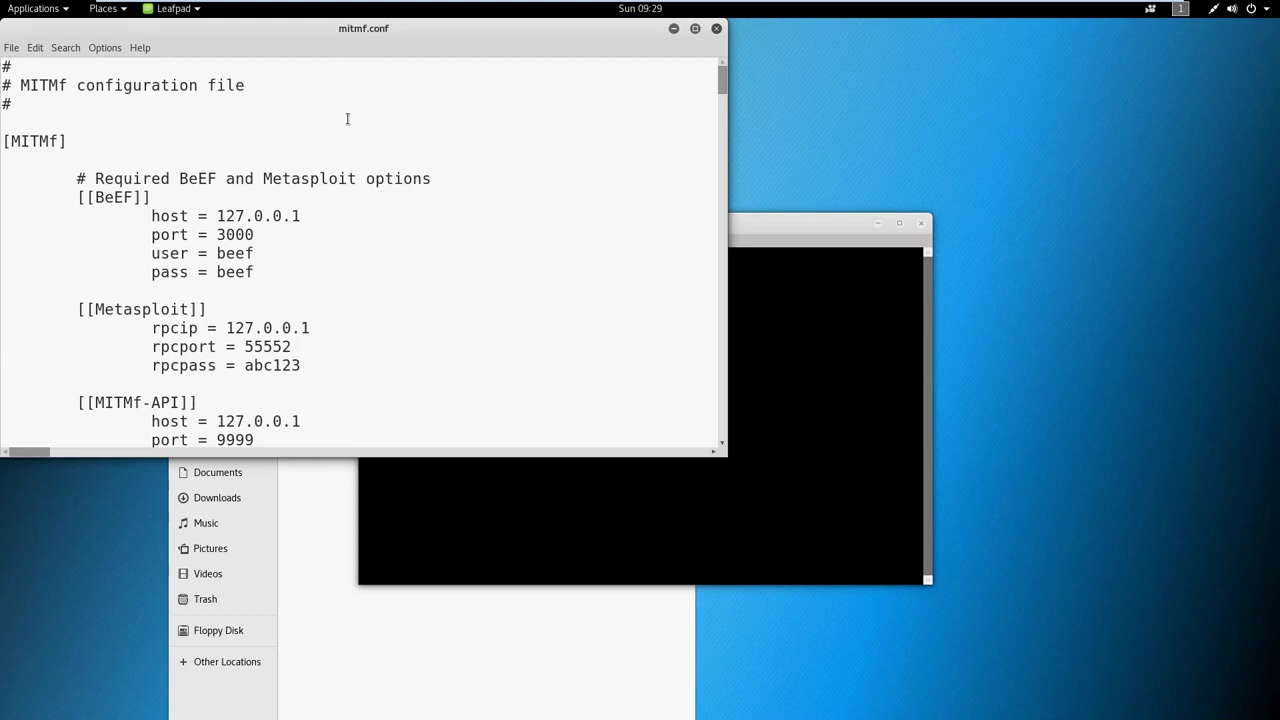 Applications Places Leafpad Sun 09:29 1
mitmf.conf
File Edit Search Options Help
#
# MITMf configuration file
#
[MITMf]
# Required BeEF and Metasploit options
[[BeEF]]
host = 127.0.0.1
port = 3000
user = beef
pass = beef
[[Metasploit]]
rpcip = 127.0.0.1
rpcport = 55552
rpcpass = abc123
[[MITMf-API]]
host = 127.0.0.1
port = 9999
Documents
Downloads
Music
Pictures
Videos
Trash
Floppy Disk
+ Other Locations